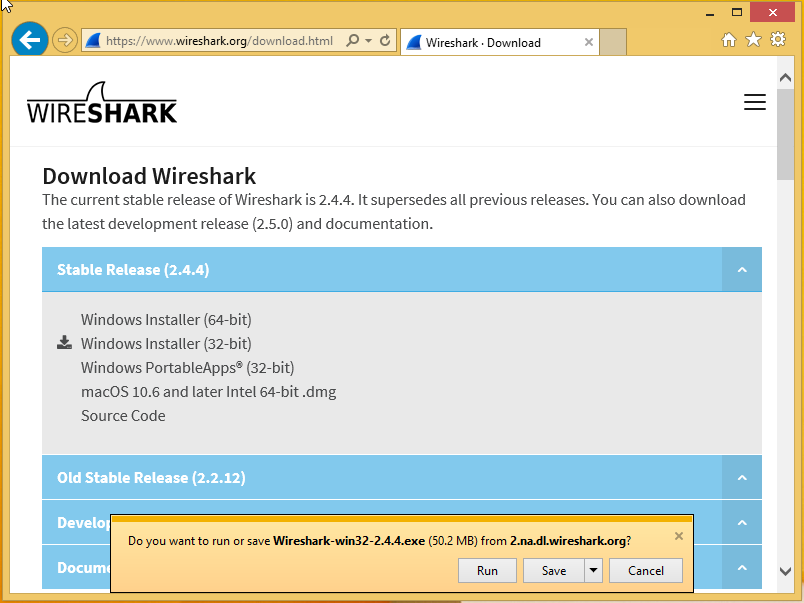 https://www.wireshark.org/download.html
Wireshark · Download
WIRESHARK
Download Wireshark
The current stable release of Wireshark is 2.4.4. It supersedes all previous releases. You can also download
the latest development release (2.5.0) and documentation.
Stable Release (2.4.4)
Windows Installer (64-bit)
Windows Installer (32-bit)
Windows PortableApps® (32-bit)
macOS 10.6 and later Intel 64-bit .dmg
Source Code
Old Stable Release (2.2.12)
Develop
Docume
Do you want to run or save Wireshark-win32-2.4.4.exe (50.2 MB) from 2.na.dl.wireshark.org?
Run
Save
Cancel